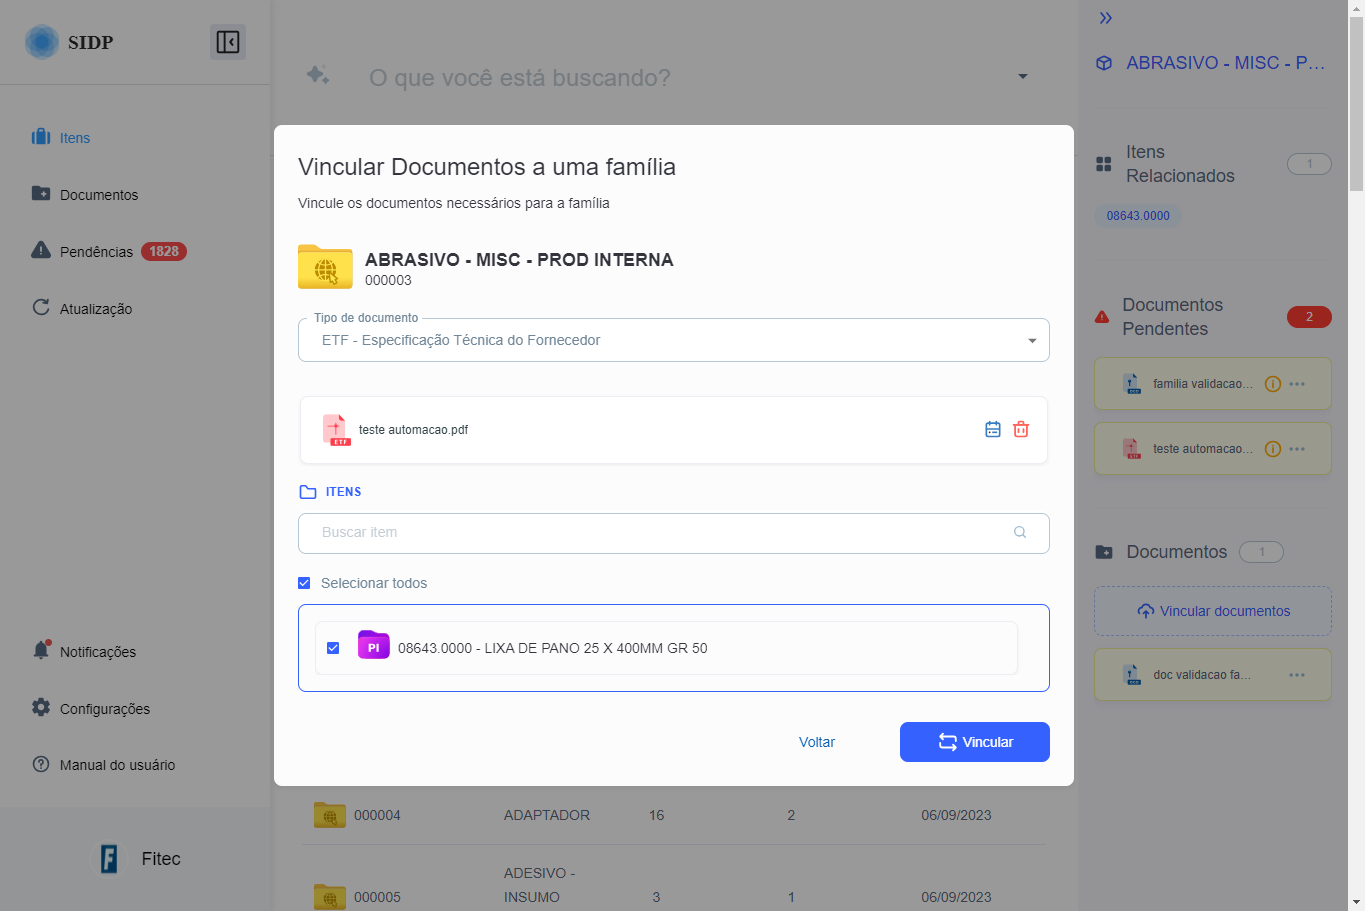 SIDP
Itens
Documentos
Pendências 1828
Atualização
Notificações
Configurações
Manual do usuário
Fitec
O que você está buscando?
Vincular Documentos a uma família
Vincule os documentos necessários para a família
ABRASIVO - MISC - PROD INTERNA
000003
Tipo de documento
ETF - Especificação Técnica do Fornecedor
ETF
teste automacao.pdf
ITENS
Buscar item
Selecionar todos
PI
08643.0000 - LIXA DE PANO 25 X 400MM GR 50
Voltar
Vincular
000004 ADAPTADOR 16 2 06/09/2023
ADESIVO -
000005 INSUMO 3 1 06/09/2023
ABRASIVO - MISC - P...
Itens
Relacionados 1
08643.0000
Documentos
Pendentes 2
familia validacao...
ETF
teste automacao...
Documentos 1
Vincular documentos
doc validacao fa...